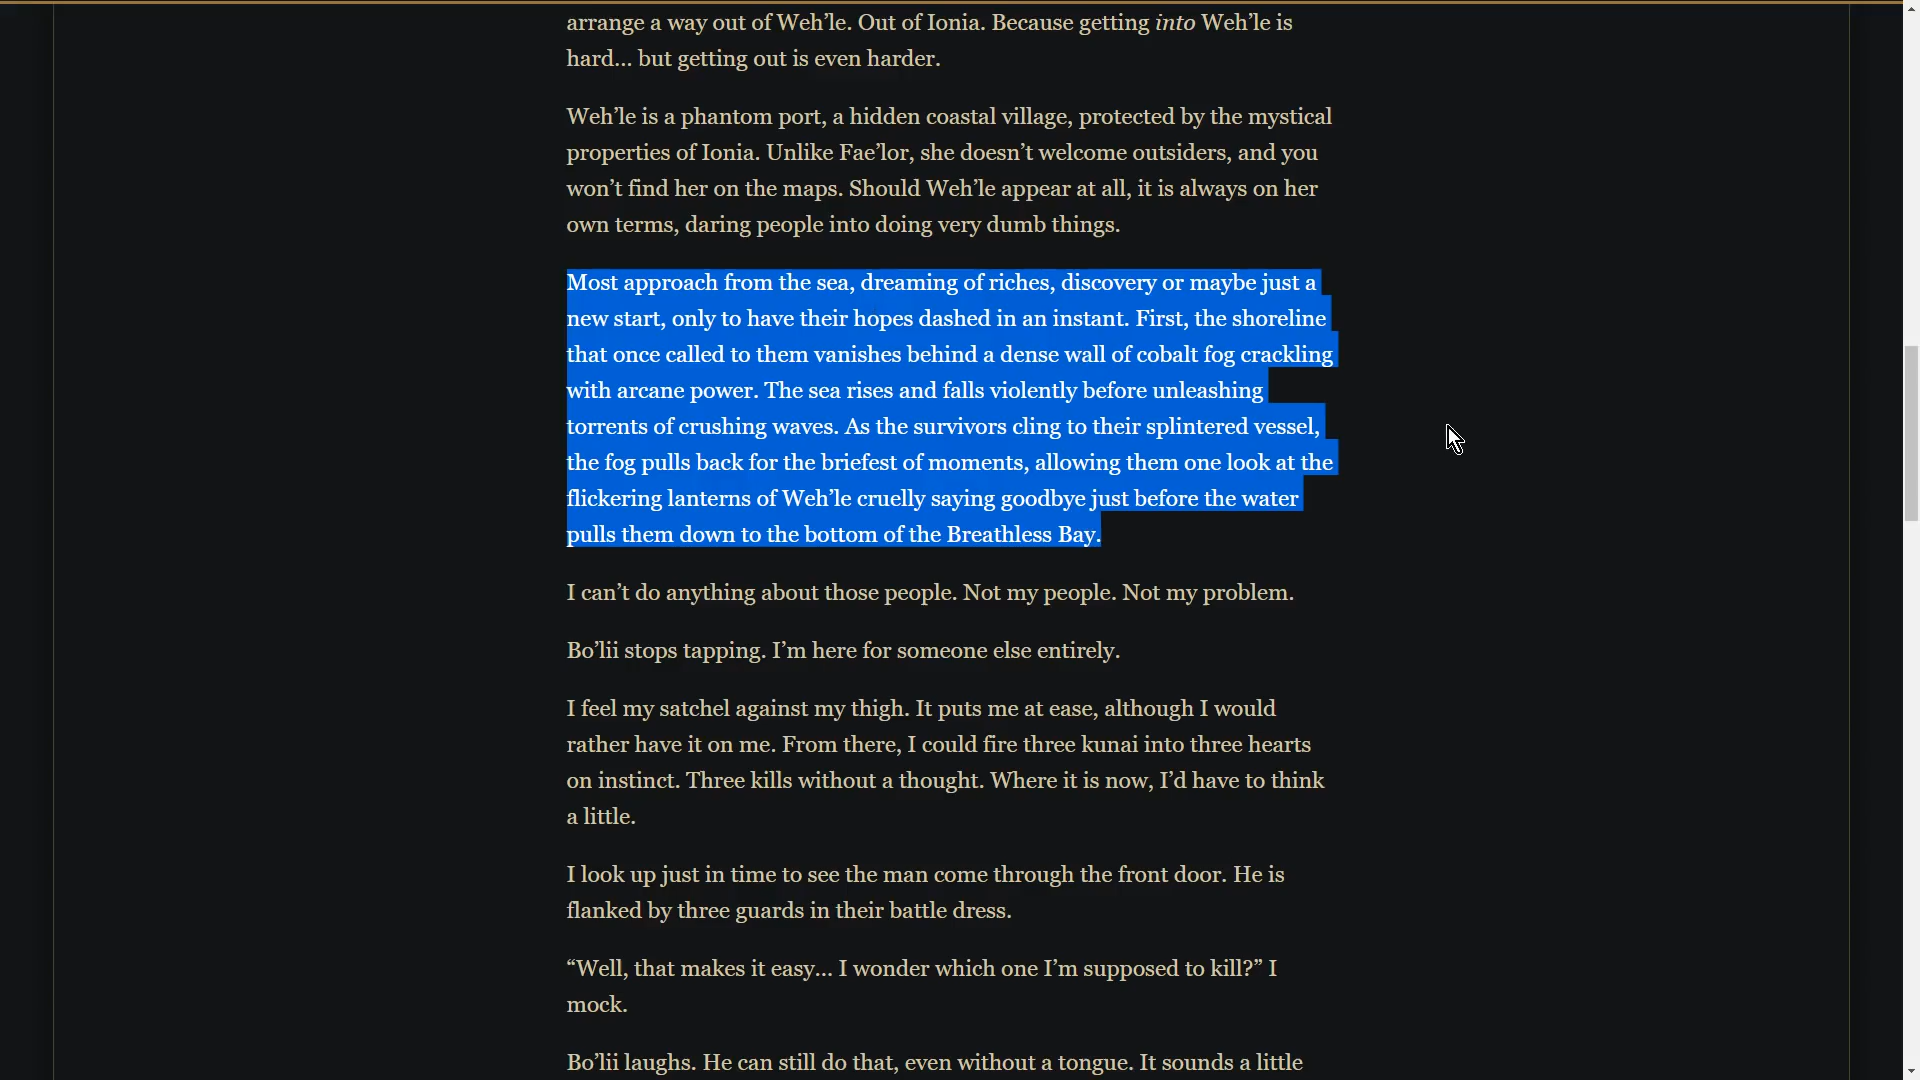 arrange a way out of Weh’le. Out of Ionia. Because getting into Weh’le is
hard… but getting out is even harder.
Weh’le is a phantom port, a hidden coastal village, protected by the mystical
properties of Ionia. Unlike Fae’lor, she doesn’t welcome outsiders, and you
won’t find her on the maps. Should Weh’le appear at all, it is always on her
own terms, daring people into doing very dumb things.
Most approach from the sea, dreaming of riches, discovery or maybe just a
new start, only to have their hopes dashed in an instant. First, the shoreline
that once called to them vanishes behind a dense wall of cobalt fog crackling
with arcane power. The sea rises and falls violently before unleashing
torrents of crushing waves. As the survivors cling to their splintered vessel,
the fog pulls back for the briefest of moments, allowing them one look at the
flickering lanterns of Weh’le cruelly saying goodbye just before the water
pulls them down to the bottom of the Breathless Bay.
I can’t do anything about those people. Not my people. Not my problem.
Bo’lii stops tapping. I’m here for someone else entirely.
I feel my satchel against my thigh. It puts me at ease, although I would
rather have it on me. From there, I could fire three kunai into three hearts
on instinct. Three kills without a thought. Where it is now, I’d have to think
a little.
I look up just in time to see the man come through the front door. He is
flanked by three guards in their battle dress.
“Well, that makes it easy… I wonder which one I’m supposed to kill?” I
mock.
Bo’lii laughs. He can still do that, even without a tongue. It sounds a little